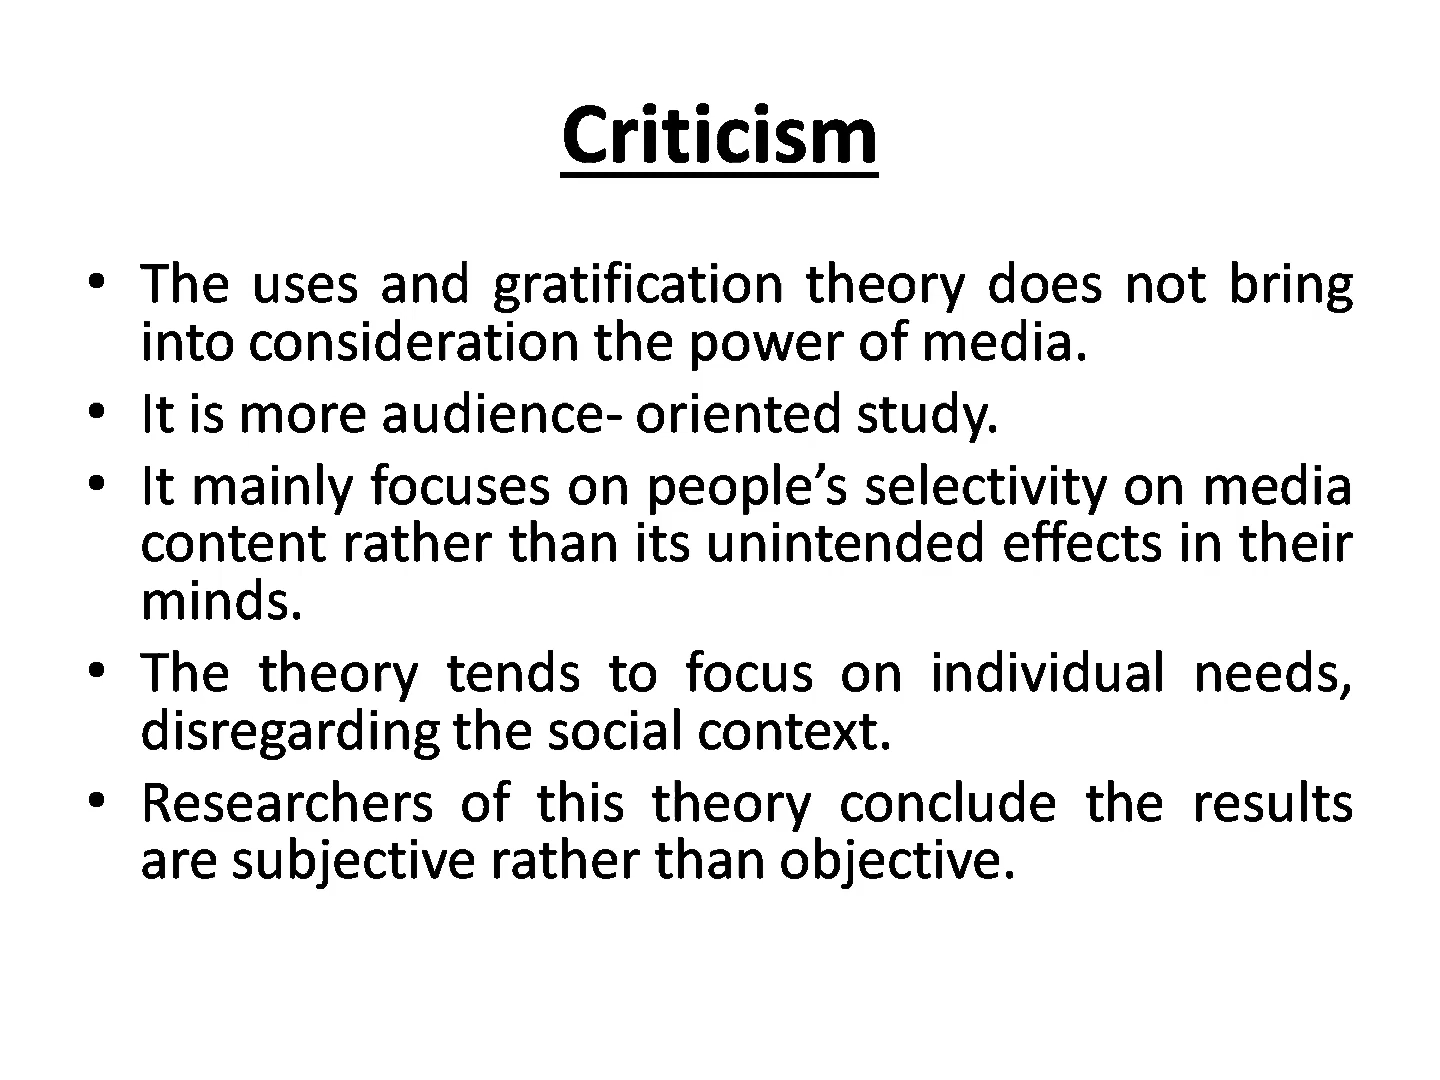 Criticism
• The uses and gratification theory does not bring
into consideration the power of media.
• It is more audience- oriented study.
• It mainly focuses on people’s selectivity on media
content rather than its unintended effects in their
minds.
• The theory tends to focus on individual needs,
disregarding the social context.
• Researchers of this theory conclude the results
are subjective rather than objective.